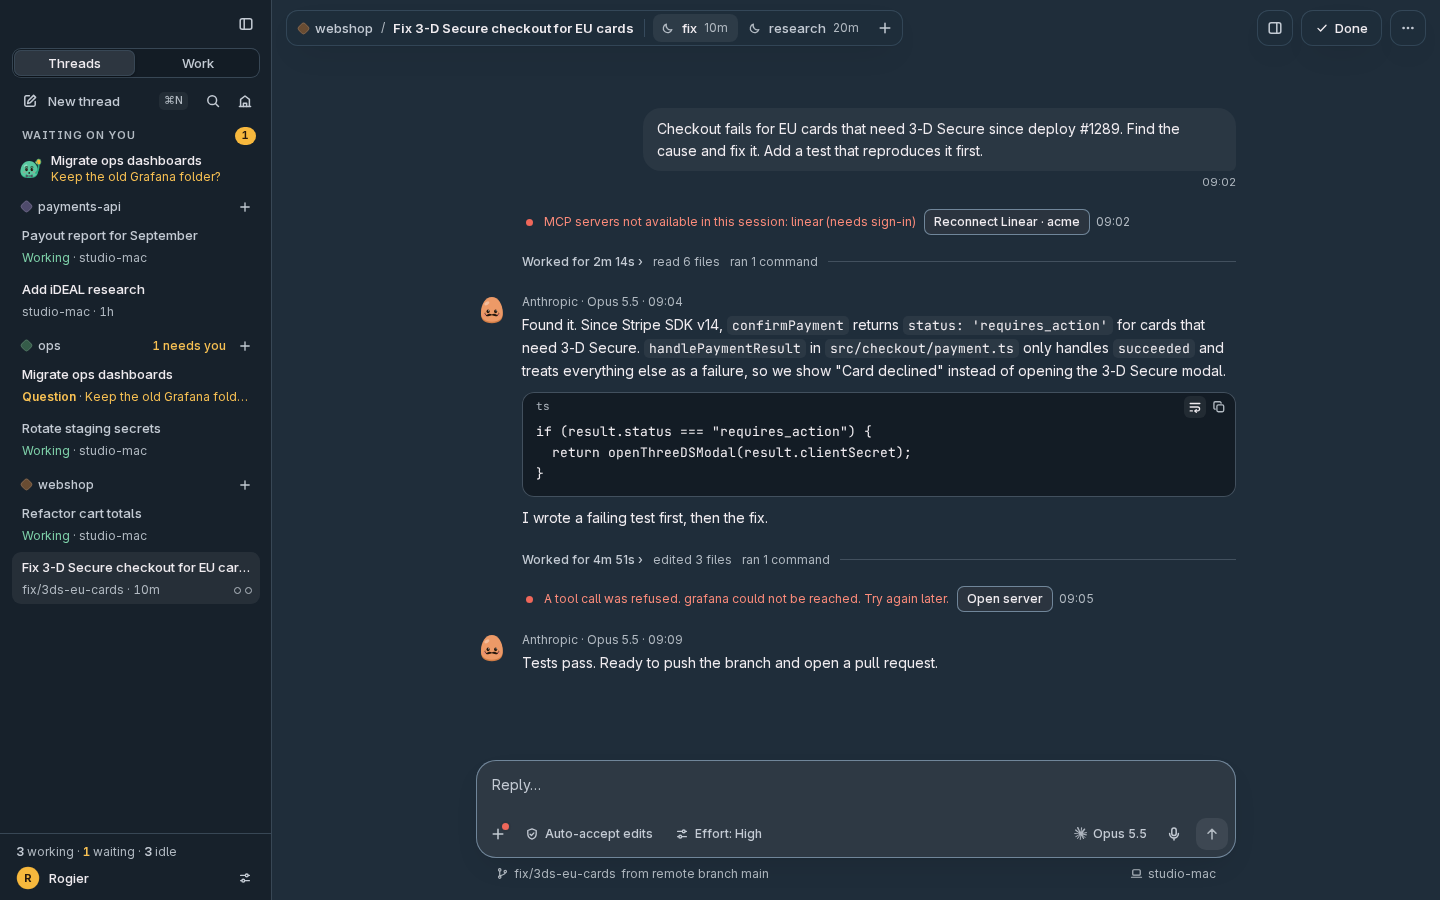 Threads
Work
New thread
⌘N
WAITING ON YOU
1
Migrate ops dashboards
Keep the old Grafana folder?
payments-api
Payout report for September
Working · studio-mac
Add iDEAL research
studio-mac · 1h
ops
1 needs you
Migrate ops dashboards
Question · Keep the old Grafana fold…
Rotate staging secrets
Working · studio-mac
webshop
Refactor cart totals
Working · studio-mac
Fix 3-D Secure checkout for EU car…
fix/3ds-eu-cards · 10m
3 working · 1 waiting · 3 idle
R
Rogier
webshop / Fix 3-D Secure checkout for EU cards
fix 10m
research 20m
Done
Checkout fails for EU cards that need 3-D Secure since deploy #1289. Find the
cause and fix it. Add a test that reproduces it first.
09:02
MCP servers not available in this session: linear (needs sign-in)
Reconnect Linear · acme
09:02
Worked for 2m 14s › read 6 files ran 1 command
Anthropic · Opus 5.5 · 09:04
Found it. Since Stripe SDK v14, confirmPayment returns status: 'requires_action' for cards that
need 3-D Secure. handlePaymentResult in src/checkout/payment.ts only handles succeeded and
treats everything else as a failure, so we show "Card declined" instead of opening the 3-D Secure modal.
ts
if (result.status === "requires_action") {
  return openThreeDSModal(result.clientSecret);
}
I wrote a failing test first, then the fix.
Worked for 4m 51s › edited 3 files ran 1 command
A tool call was refused. grafana could not be reached. Try again later.
Open server
09:05
Anthropic · Opus 5.5 · 09:09
Tests pass. Ready to push the branch and open a pull request.
Reply…
Auto-accept edits
Effort: High
Opus 5.5
fix/3ds-eu-cards from remote branch main
studio-mac